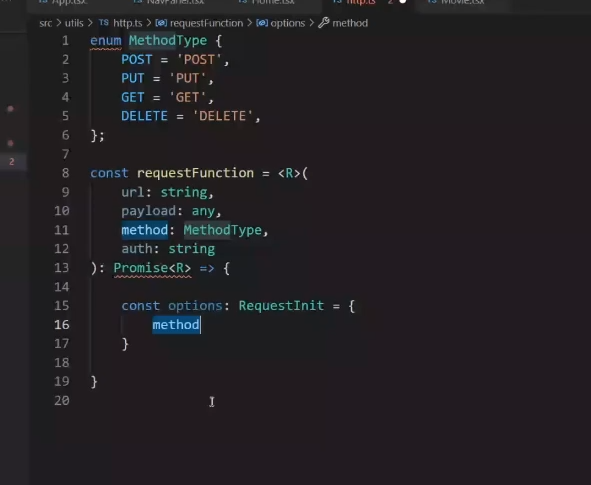 App.tsx NavPanel.tsx Home.tsx http.ts 2 Movie.tsx
src > utils > TS http.ts > requestFunction > options > method
1 enum MethodType {
2 POST = 'POST',
3 PUT = 'PUT',
4 GET = 'GET',
5 DELETE = 'DELETE',
6 };
7
8 const requestFunction = <R>(
9 url: string,
10 payload: any,
11 method: MethodType,
12 auth: string
13 ): Promise<R> => {
14
15 const options: RequestInit = {
16 method
17 }
18
19 }
20
2